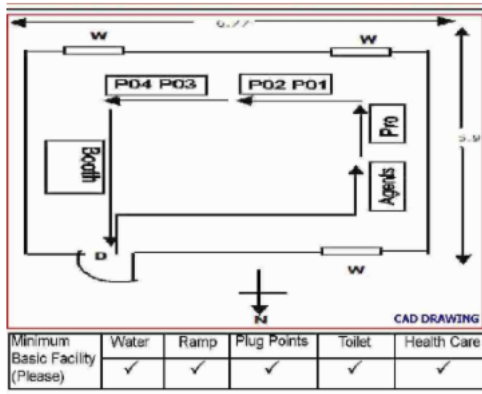 W
W
P04 P03
P02 P01
Pro
Booth
Agents
D
W
N
CAD DRAWING
Minimum Basic Facility (Please)
Water
Ramp
Plug Points
Toilet
Health Care
✓
✓
✓
✓
✓